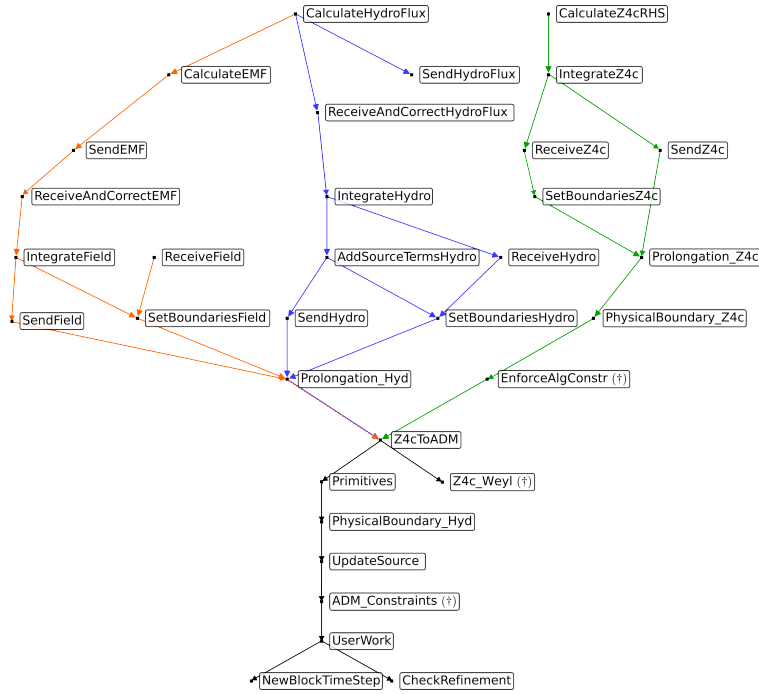 CalculateHydroFlux
CalculateZ4cRHS
CalculateEMF
SendHydroFlux
IntegrateZ4c
ReceiveAndCorrectHydroFlux
SendEMF
ReceiveZ4c
SendZ4c
ReceiveAndCorrectEMF
IntegrateHydro
SetBoundariesZ4c
IntegrateField
ReceiveField
AddSourceTermsHydro
ReceiveHydro
Prolongation_Z4c
SendField
SetBoundariesField
SendHydro
SetBoundariesHydro
PhysicalBoundary_Z4c
Prolongation_Hyd
EnforceAlgConstr (†)
Z4cToADM
Primitives
Z4c_Weyl (†)
PhysicalBoundary_Hyd
UpdateSource
ADM_Constraints (†)
UserWork
NewBlockTimeStep
CheckRefinement